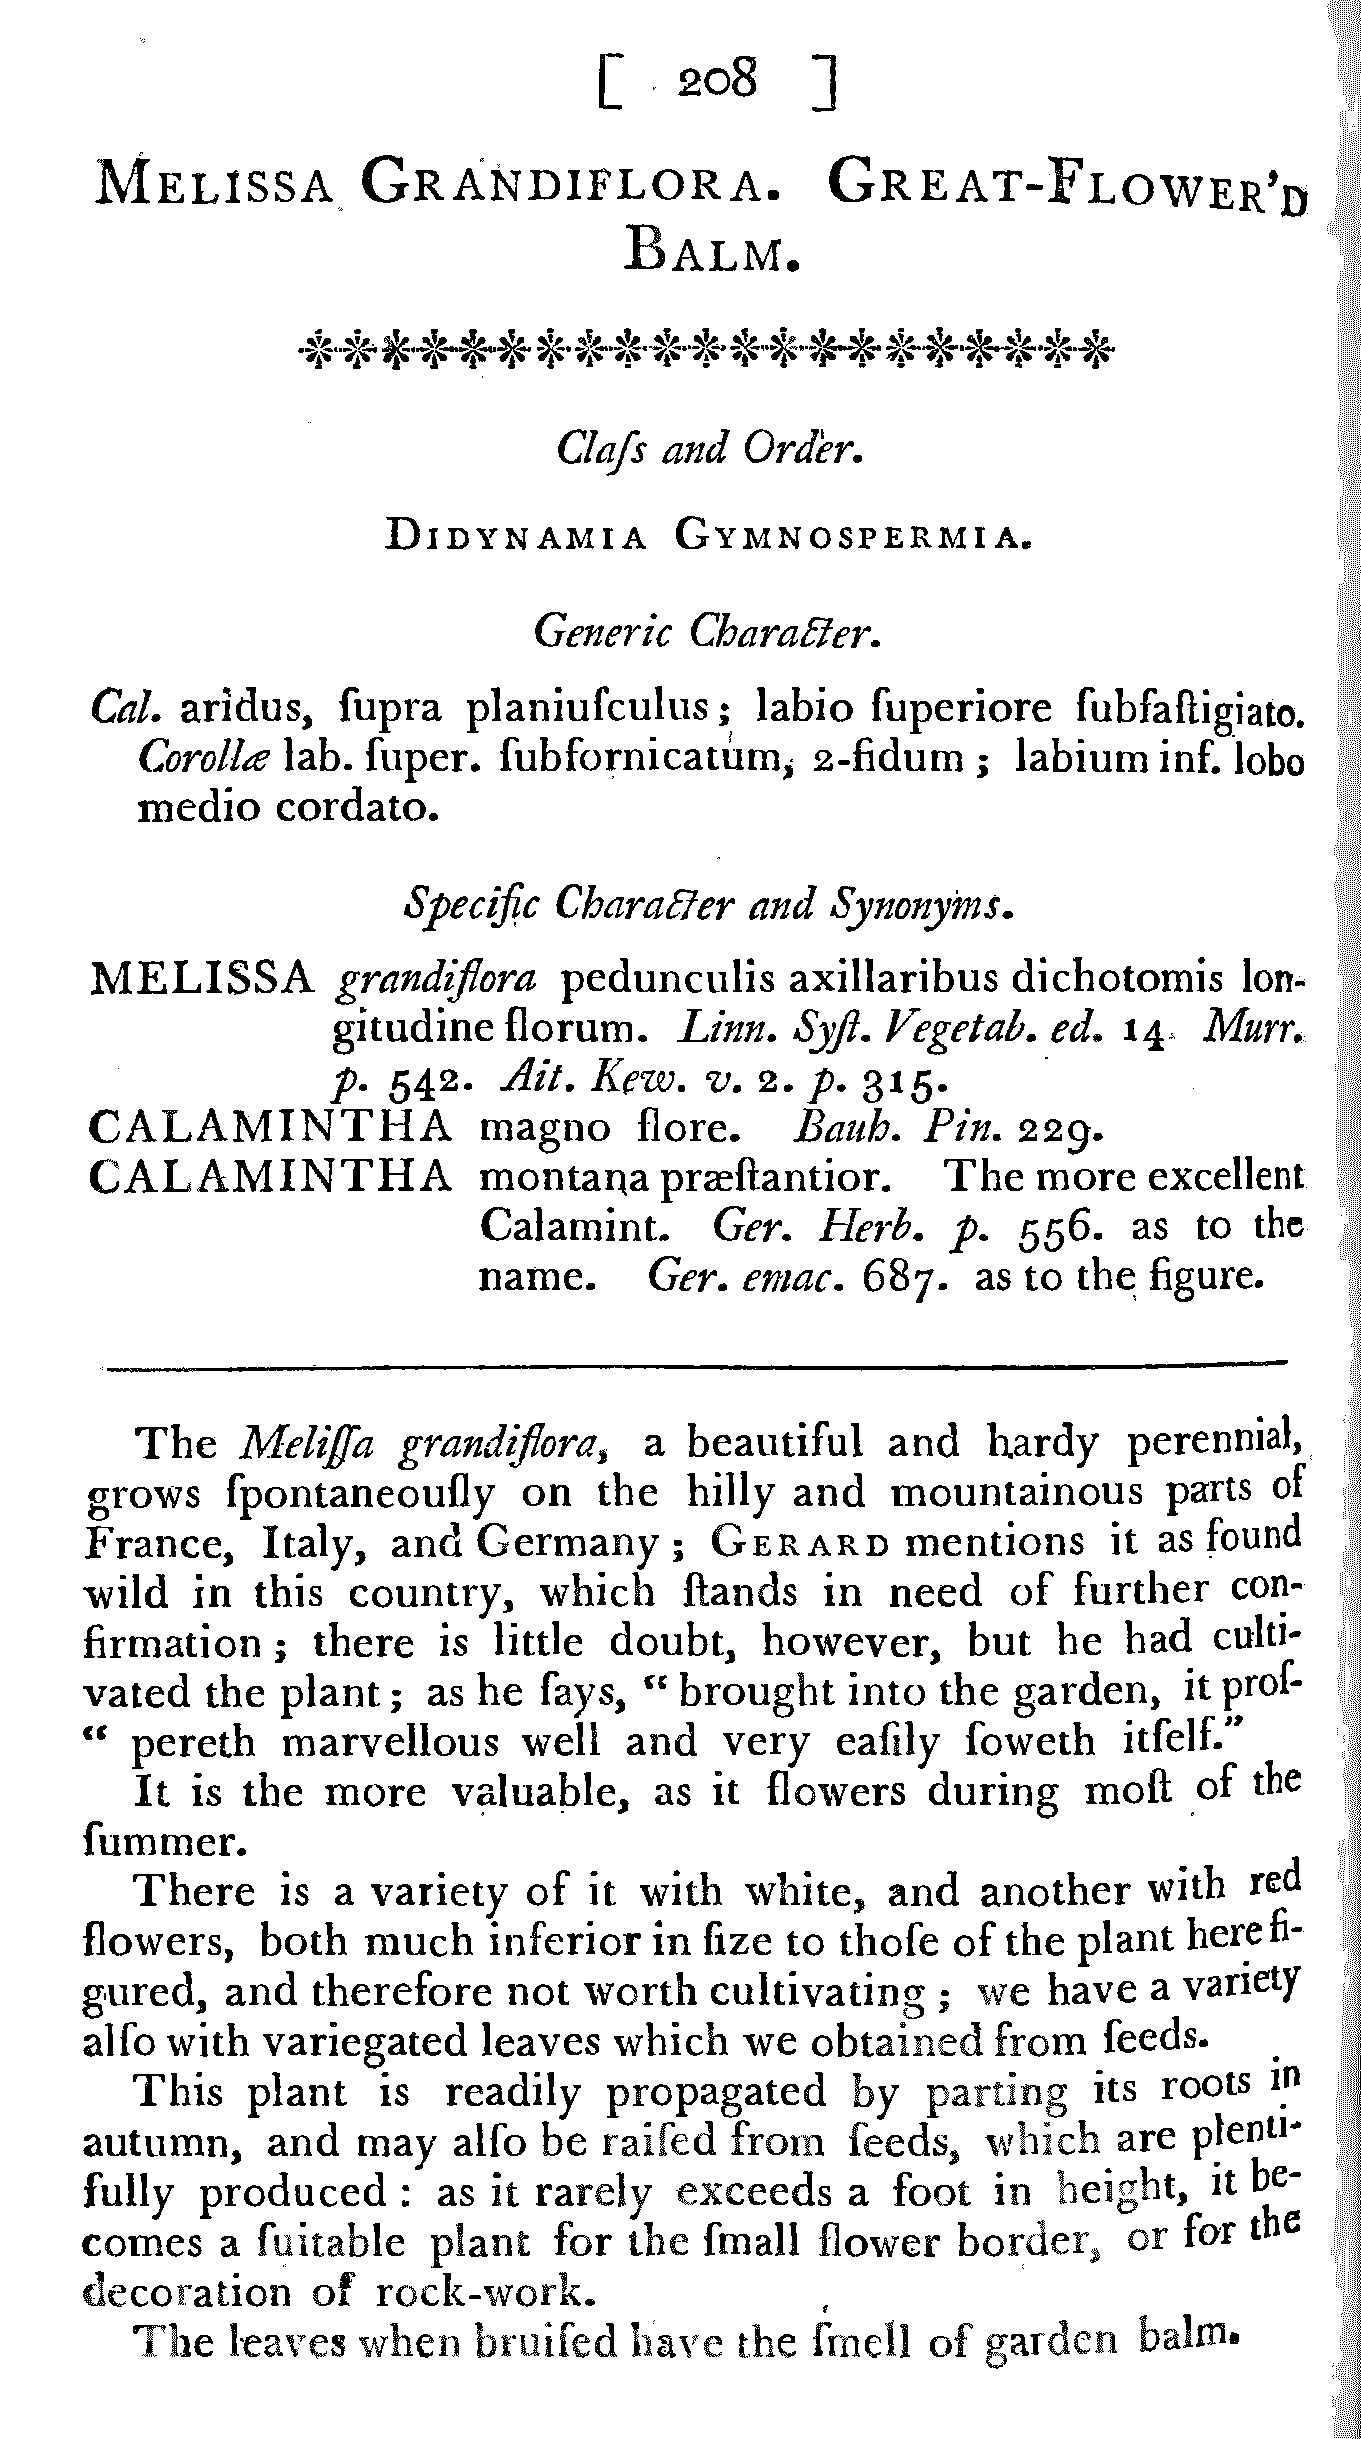 [ 208 ]
MELISSA GRANDIFLORA. GREAT-FLOWER'D
BALM.
Claſs and Order.
DIDYNAMIA GYMNOSPERMIA.
Generic Character.
Cal. aridus, ſupra planiuſculus; labio ſuperiore ſubfaſtigiato.
Corollæ lab. ſuper. ſubfornicatum, 2-fidum; labium inf. lobo
medio cordato.
Specific Character and Synonyms.
MELISSA grandiflora pedunculis axillaribus dichotomis lon-
gitudine florum. Linn. Syſt. Vegetab. ed. 14. Murr.
p. 542. Ait. Kew. v. 2. p. 315.
CALAMINTHA magno flore. Bauh. Pin. 229.
CALAMINTHA montana præſtantior. The more excellent
Calamint. Ger. Herb. p. 556. as to the
name. Ger. emac. 687. as to the figure.
The Meliſſa grandiflora, a beautiful and hardy perennial,
grows ſpontaneouſly on the hilly and mountainous parts of
France, Italy, and Germany; GERARD mentions it as found
wild in this country, which ſtands in need of further con-
firmation; there is little doubt, however, but he had culti-
vated the plant; as he ſays, “ brought into the garden, it proſ-
“ pereth marvellous well and very eaſily ſoweth itſelf.”
It is the more valuable, as it flowers during moſt of the
ſummer.
There is a variety of it with white, and another with red
flowers, both much inferior in ſize to thoſe of the plant here fi-
gured, and therefore not worth cultivating; we have a variety
alſo with variegated leaves which we obtained from ſeeds.
This plant is readily propagated by parting its roots in
autumn, and may alſo be raiſed from ſeeds, which are plenti-
fully produced: as it rarely exceeds a foot in height, it be-
comes a ſuitable plant for the ſmall flower border, or for the
decoration of rock-work.
The leaves when bruiſed have the ſmell of garden balm.